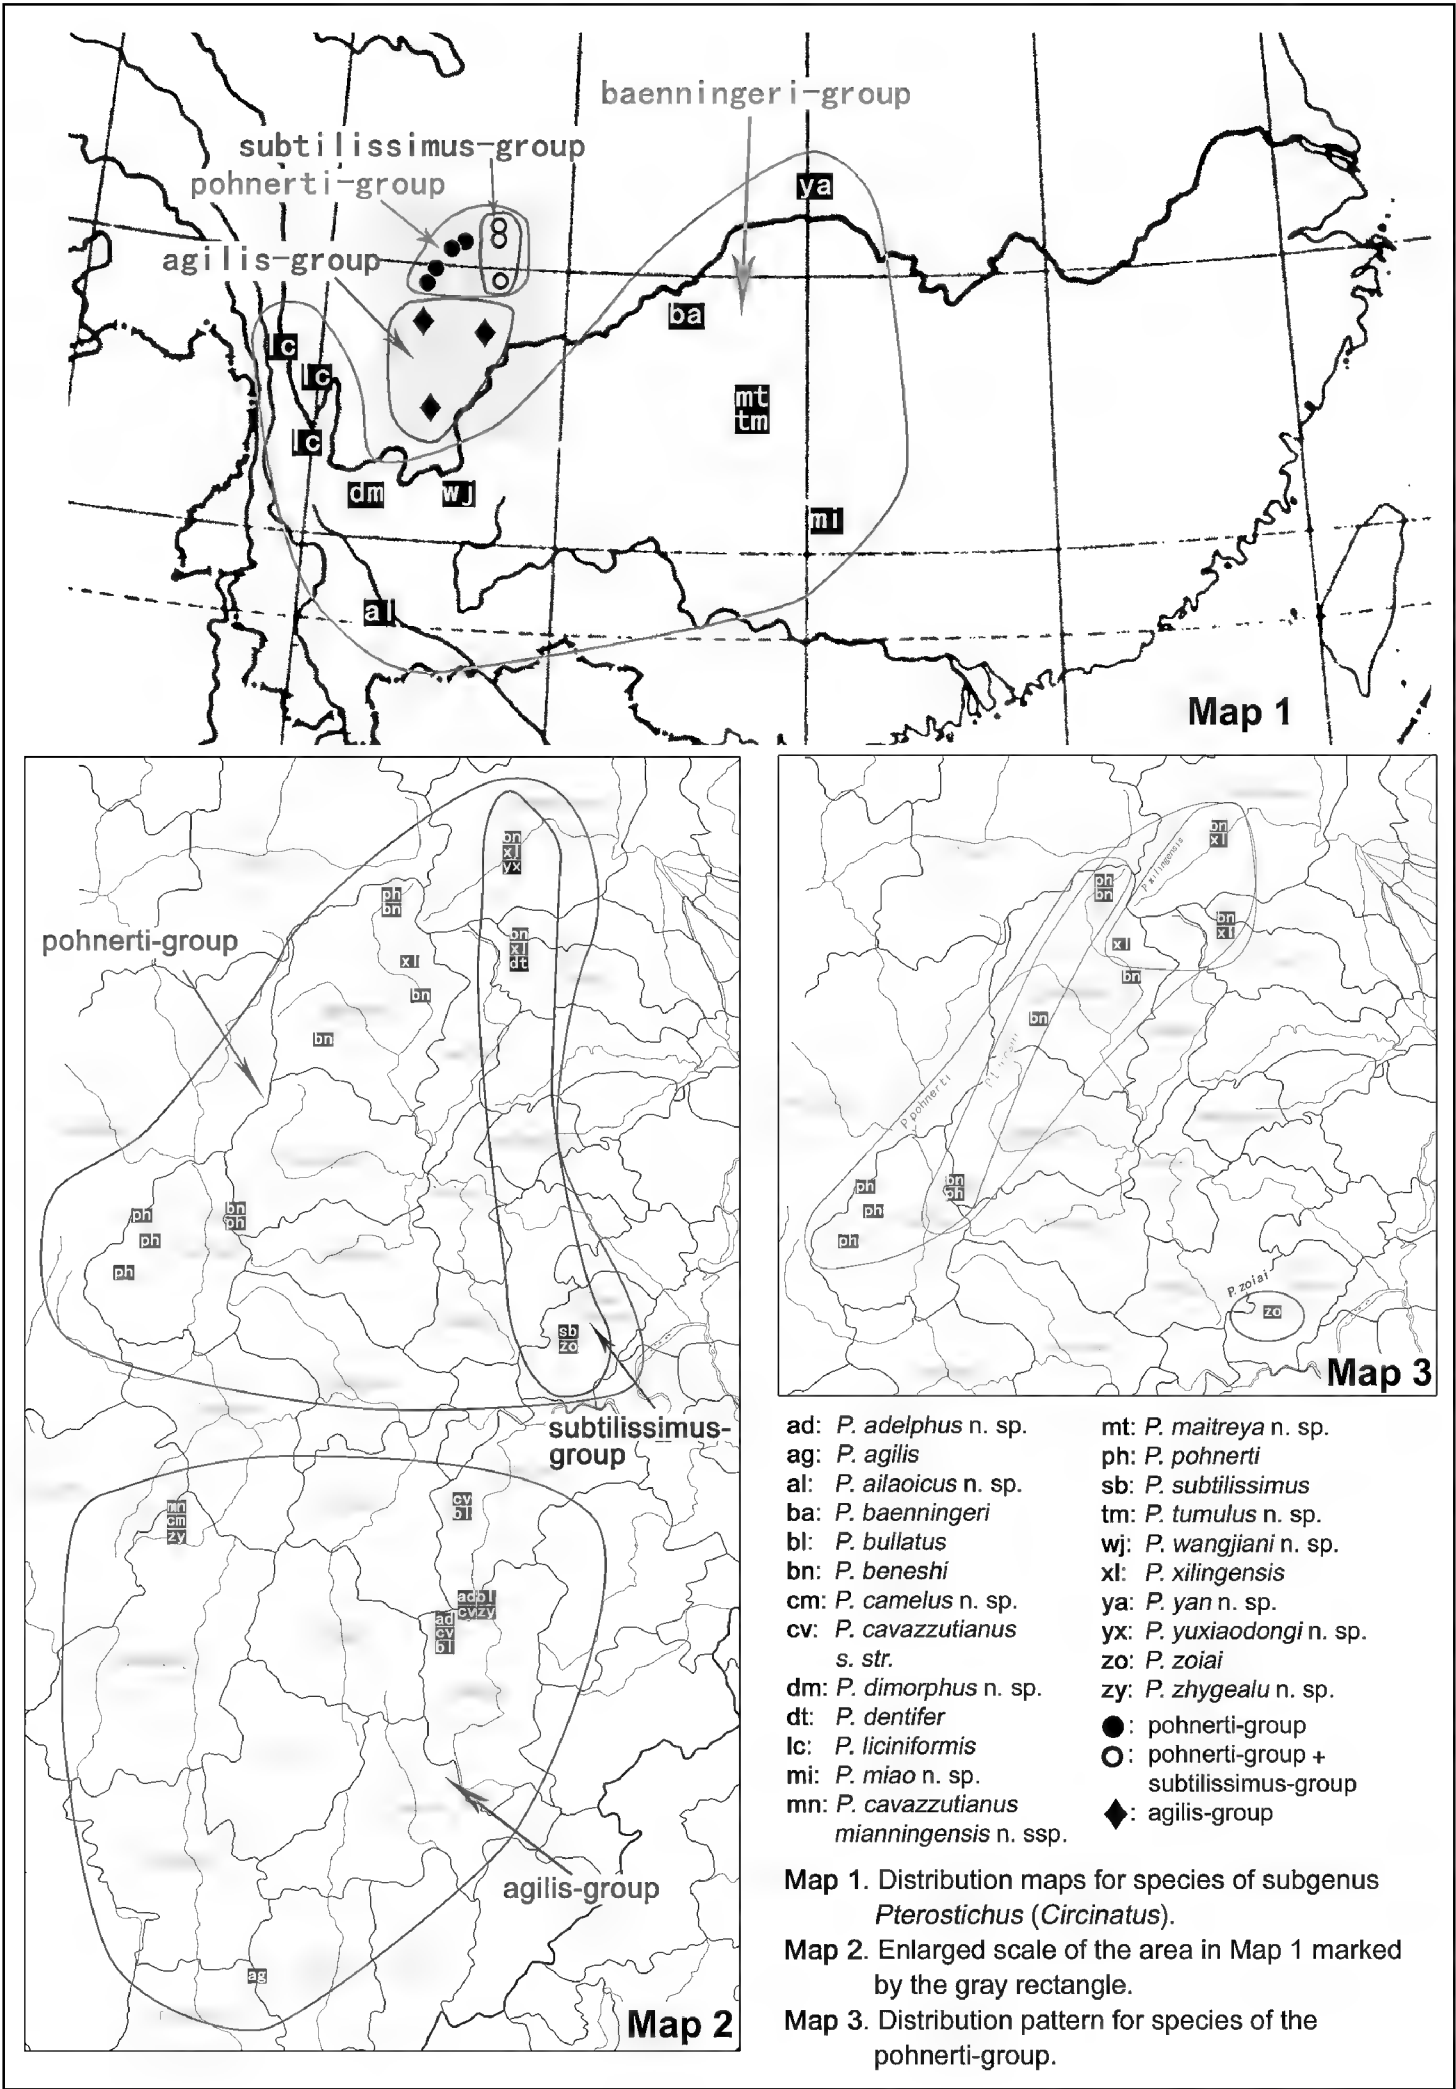 baenningeri-group
subtilissimus-group
pohnerti-group
agilis-group
ya
ba
lc
lc
lc
mt
tm
dm
wj
mi
al
Map 1
bn
xl
yx
ph
bn
pohnerti-group
bn
xl
dt
xl
bn
bn
bn
ph
ph
ph
ph
sb
zo
subtilissimus-
group
mn
cm
zy
cv
bl
adbl
cvzy
ad
cv
bl
agilis-group
ag
Map 2
bn
xl
P.xilingensis
ph
bn
bn
xl
xl
bn
bn
P.pohnerti
ph
bn
ph
ph
ph
P.zoiai
zo
Map 3
ad: P. adelphus n. sp.
ag: P. agilis
al: P. ailaoicus n. sp.
ba: P. baenningeri
bl: P. bullatus
bn: P. beneshi
cm: P. camelus n. sp.
cv: P. cavazzutianus
s. str.
dm: P. dimorphus n. sp.
dt: P. dentifer
lc: P. liciniformis
mi: P. miao n. sp.
mn: P. cavazzutianus
mianningensis n. ssp.
mt: P. maitreya n. sp.
ph: P. pohnerti
sb: P. subtilissimus
tm: P. tumulus n. sp.
wj: P. wangjiani n. sp.
xl: P. xilingensis
ya: P. yan n. sp.
yx: P. yuxiaodongi n. sp.
zo: P. zoiai
zy: P. zhygealu n. sp.
●: pohnerti-group
○: pohnerti-group +
subtilissimus-group
◆: agilis-group
Map 1. Distribution maps for species of subgenus
Pterostichus (Circinatus).
Map 2. Enlarged scale of the area in Map 1 marked
by the gray rectangle.
Map 3. Distribution pattern for species of the
pohnerti-group.